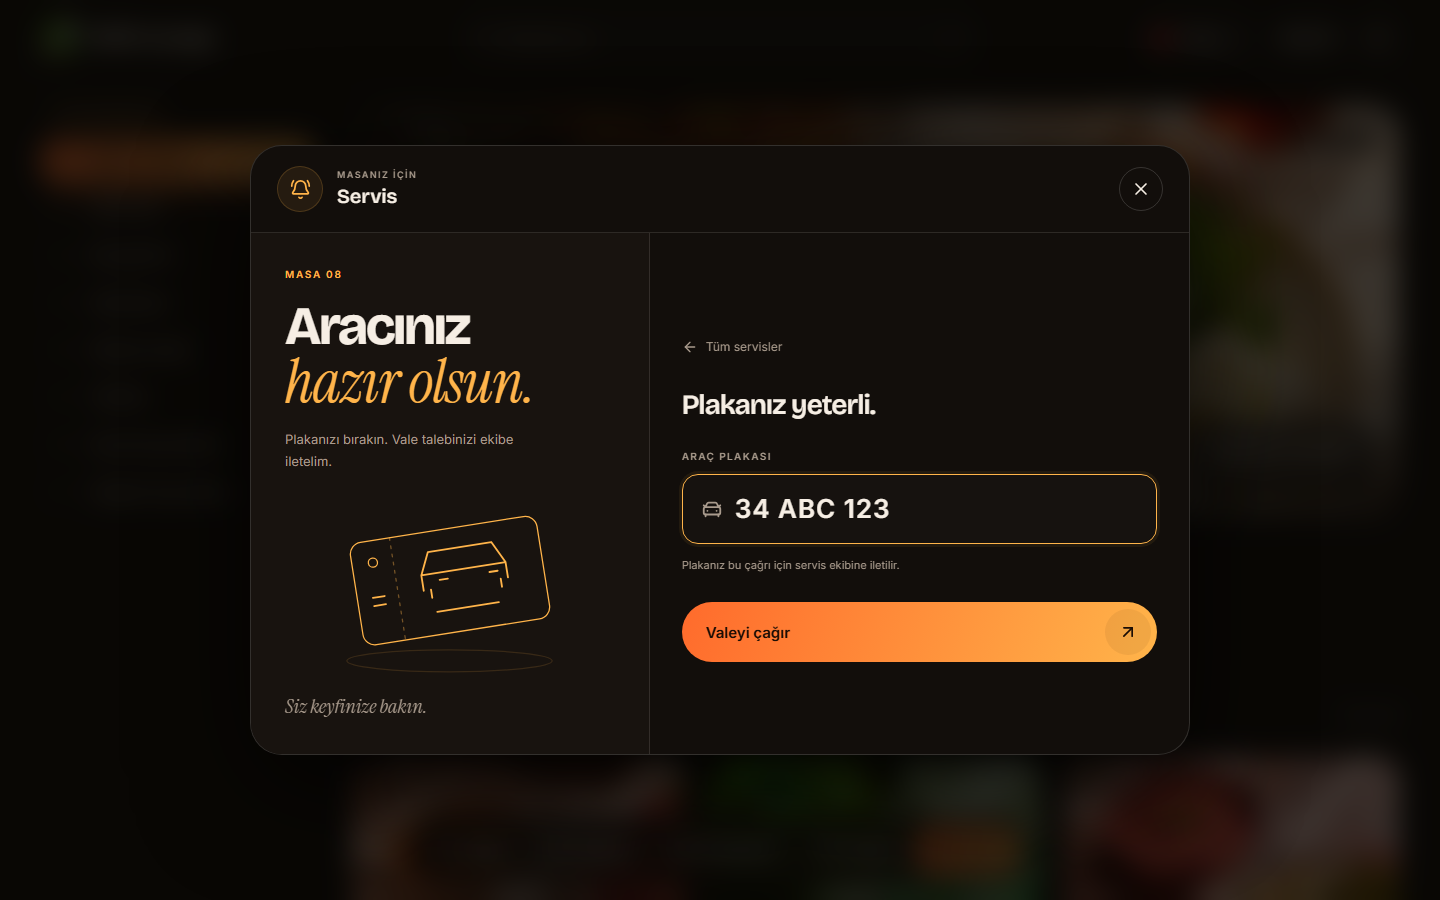 MASANIZ İÇİN
Servis
MASA 08
Aracınız
hazır olsun.
Plakanızı bırakın. Vale talebinizi ekibe
iletelim.
Siz keyfinize bakın.
Tüm servisler
Plakanız yeterli.
ARAÇ PLAKASI
34 ABC 123
Plakanız bu çağrı için servis ekibine iletilir.
Valeyi çağır